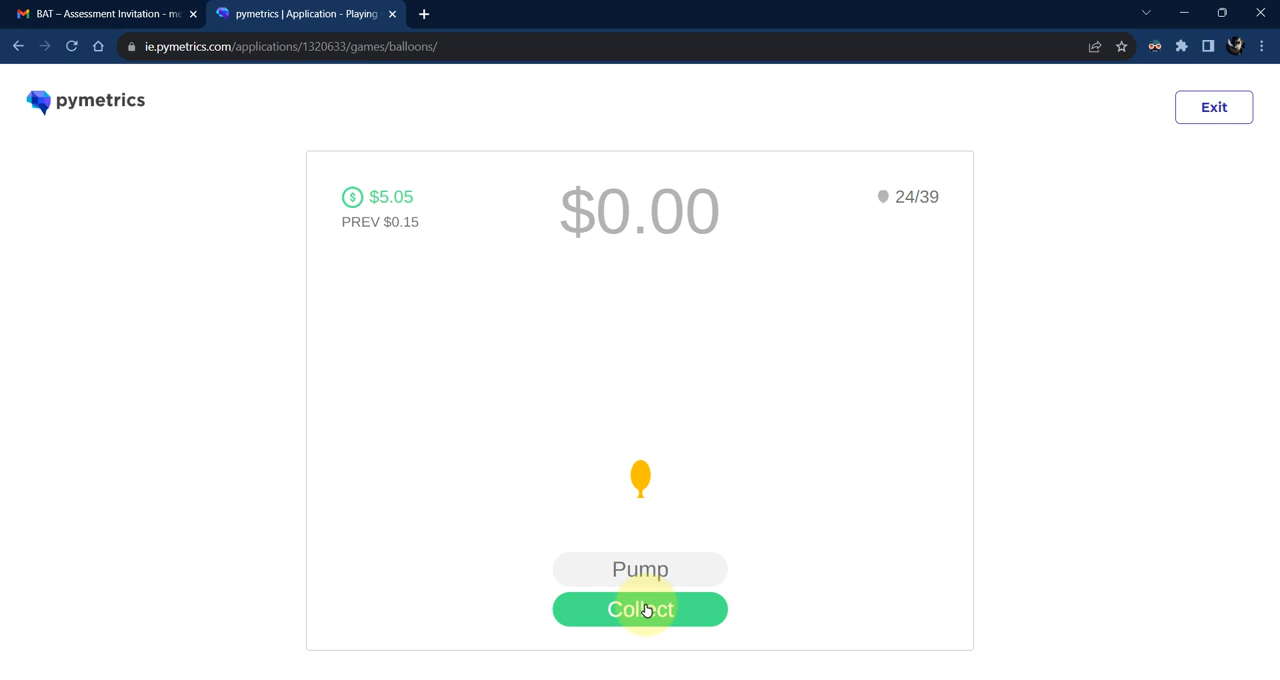 BAT – Assessment Invitation - me
pymetrics | Application - Playing
ie.pymetrics.com/applications/1320633/games/balloons/
pymetrics
Exit
$5.05
$0.00
24/39
PREV $0.15
Pump
Collect